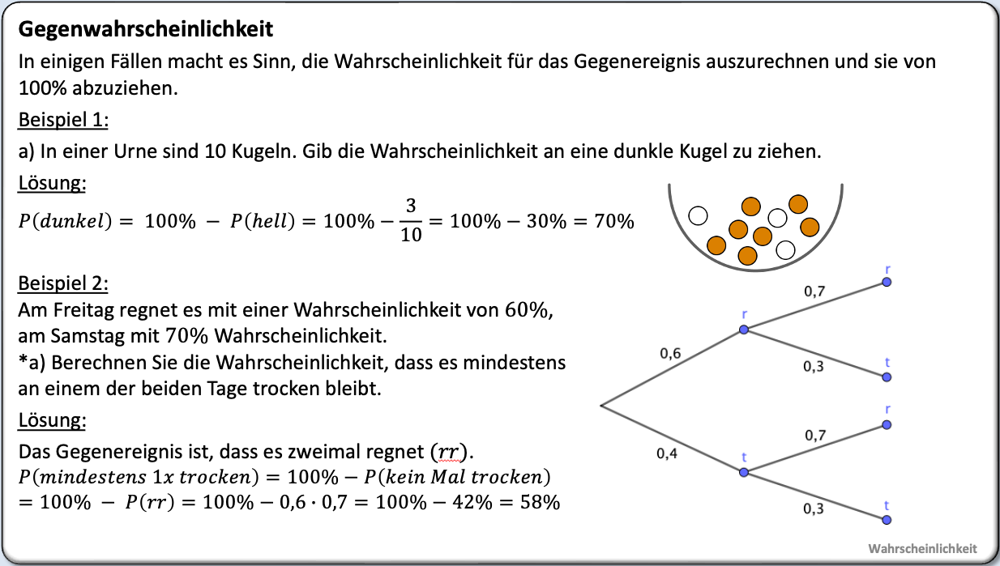 Gegenwahrscheinlichkeit
In einigen Fällen macht es Sinn, die Wahrscheinlichkeit für das Gegenereignis auszurechnen und sie von
100% abzuziehen.
Beispiel 1:
a) In einer Urne sind 10 Kugeln. Gib die Wahrscheinlichkeit an eine dunkle Kugel zu ziehen.
Lösung:
P(dunkel) = 100% − P(hell) = 100% − 3/10 = 100% − 30% = 70%
Beispiel 2:
Am Freitag regnet es mit einer Wahrscheinlichkeit von 60%,
am Samstag mit 70% Wahrscheinlichkeit.
*a) Berechnen Sie die Wahrscheinlichkeit, dass es mindestens
an einem der beiden Tage trocken bleibt.
Lösung:
Das Gegenereignis ist, dass es zweimal regnet (rr).
P(mindestens 1x trocken) = 100% − P(kein Mal trocken)
= 100% − P(rr) = 100% − 0,6 · 0,7 = 100% − 42% = 58%
r
0,7
r
0,6
0,3
t
r
0,7
0,4
t
0,3
t
Wahrscheinlichkeit